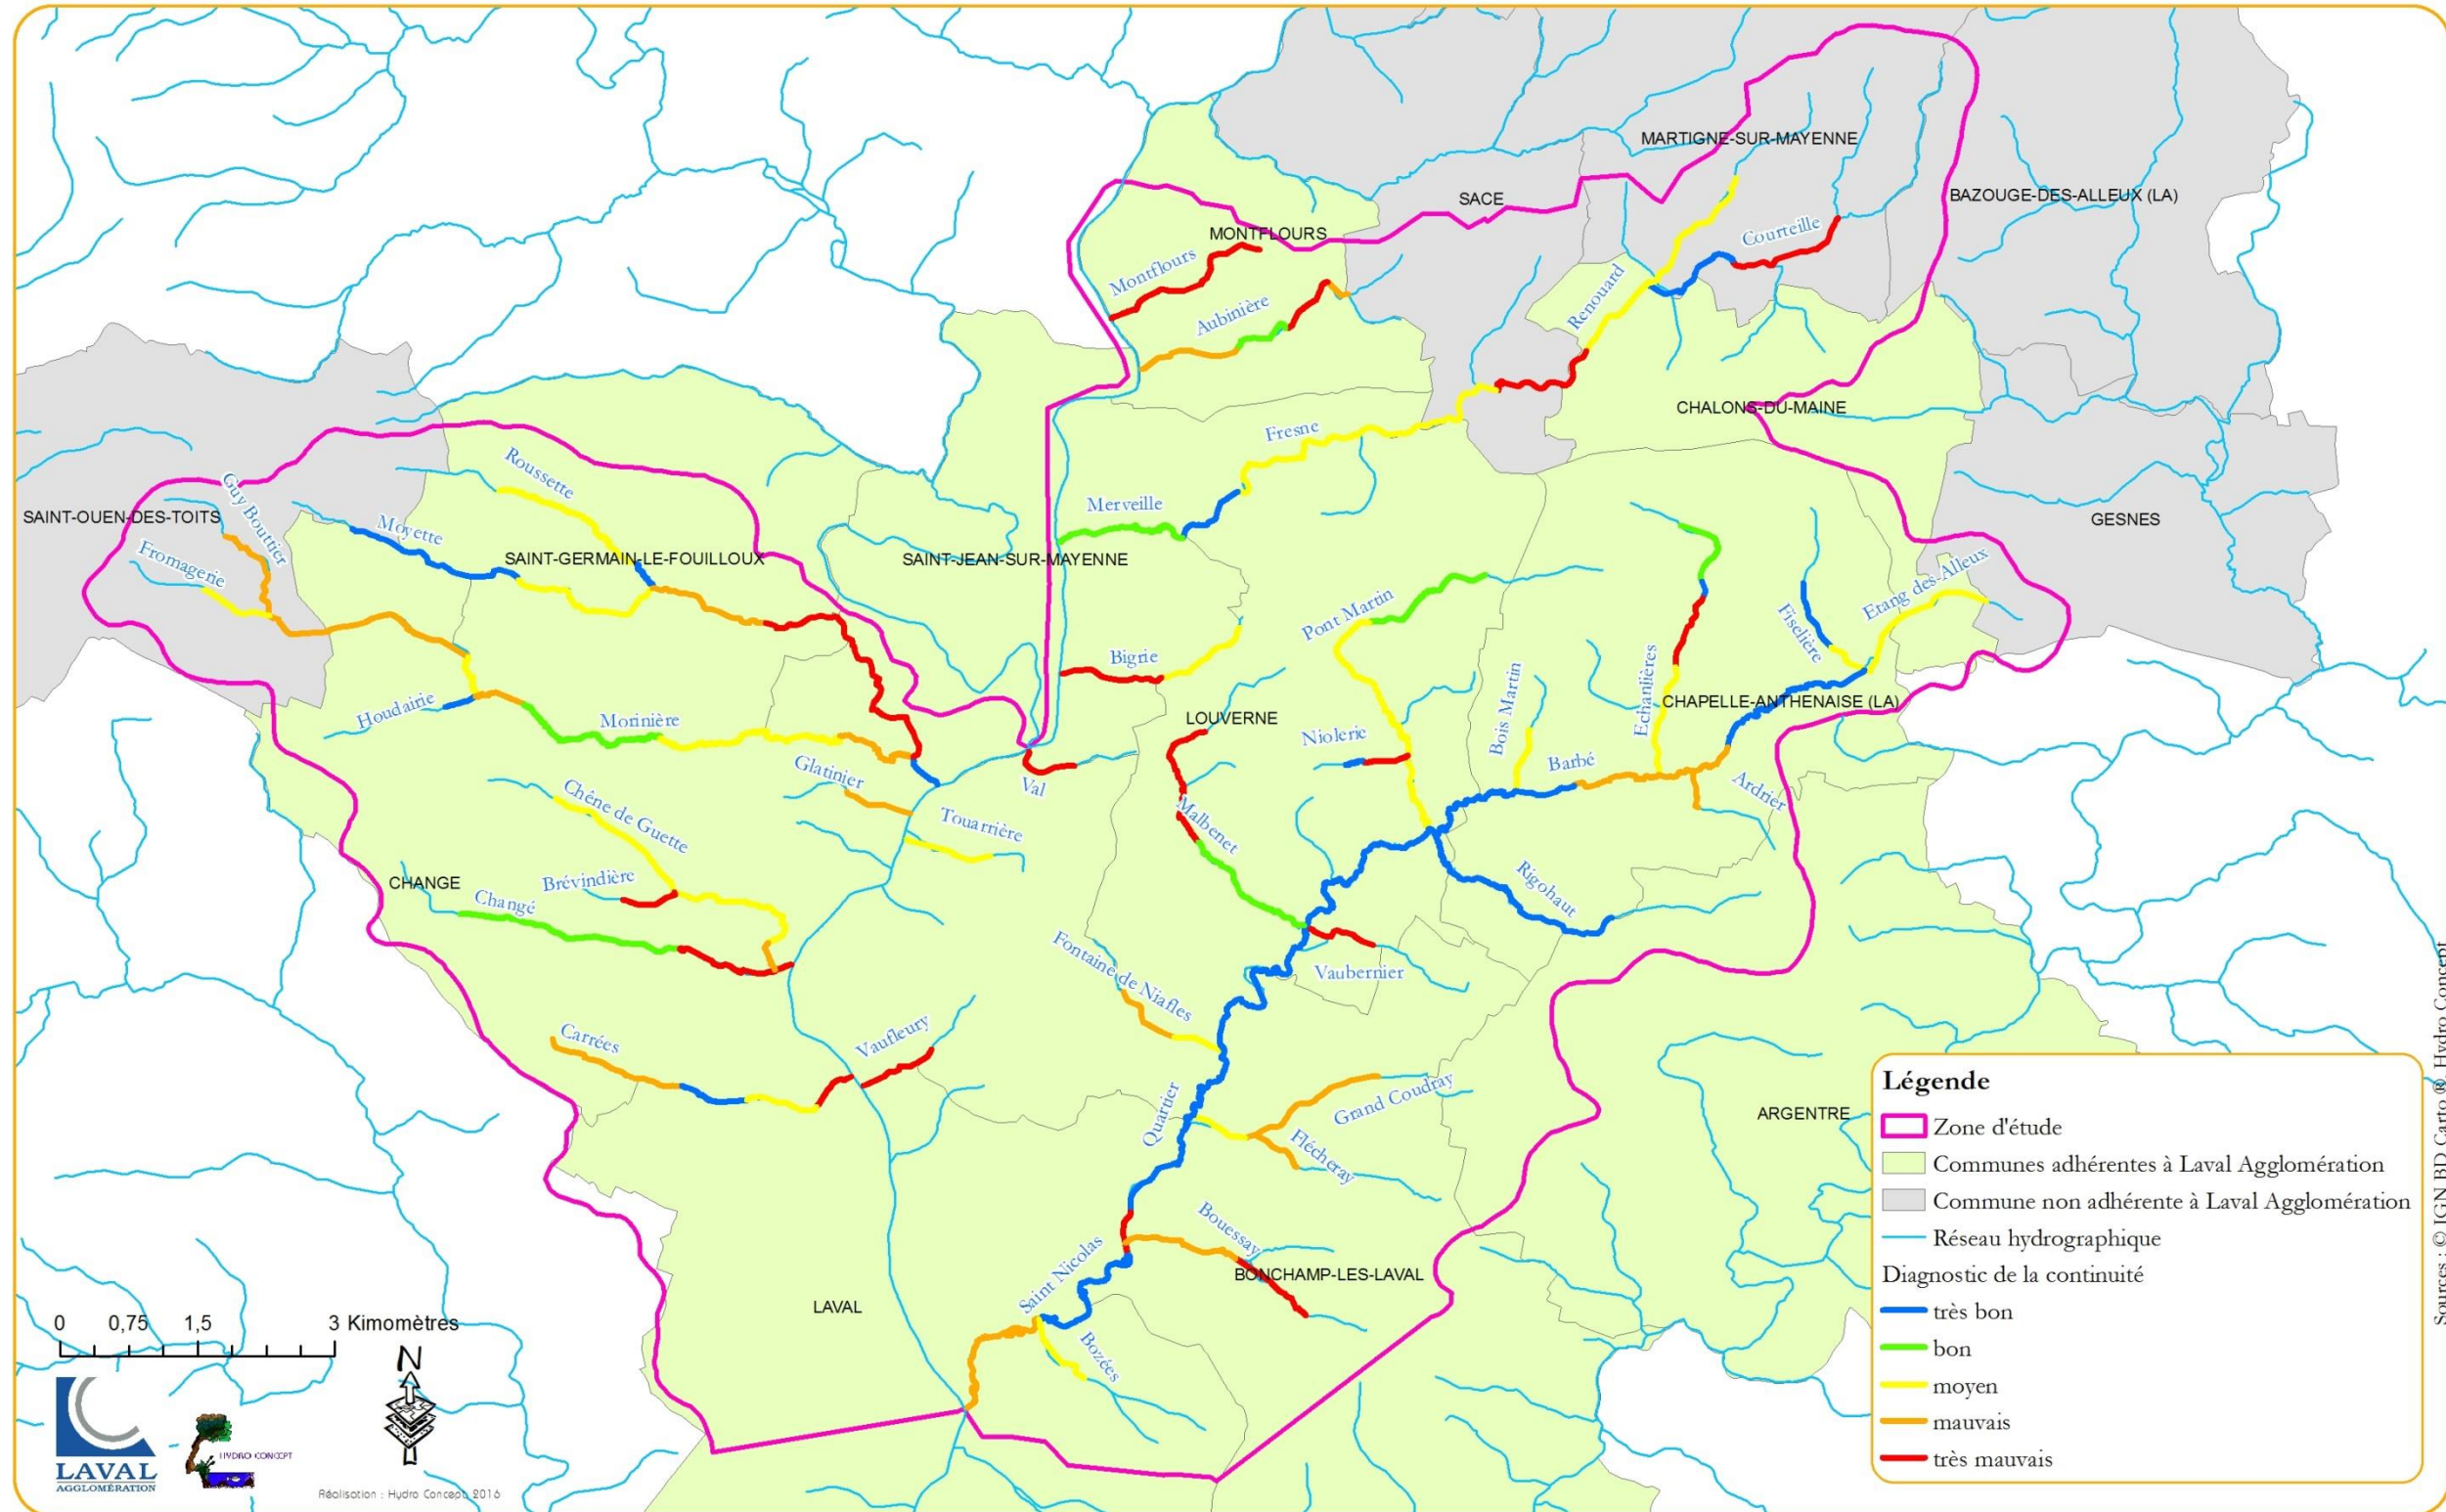 MARTIGNE-SUR-MAYENNE
SACE
BAZOUGE-DES-ALLEUX (LA)
MONTFLOURS
Courteille
Montflours
Renouard
Aubinière
CHALONS-DU-MAINE
Fresne
Roussette
Guy Bouttier
SAINT-OUEN-DES-TOITS
Moyette
Merveille
GESNES
Fromagerie
SAINT-GERMAIN-LE-FOUILLOUX
SAINT-JEAN-SUR-MAYENNE
Etang des Alleux
Pont Martin
Fiselière
Bigrie
Echanlières
CHAPELLE-ANTHENAISE (LA)
Houdairie
Morinière
LOUVERNE
Niolerie
Bois Martin
Barbé
Glatinier
Val
Ardrier
Chêne de Guette
Touarrière
Malbenet
CHANGE
Brévindière
Changé
Rigohaut
Fontaine de Niafles
Vaubernier
Carrées
Vaufleury
Quartier
Grand Coudray
Flécheray
ARGENTRE
Bouessay
Saint Nicolas
BONCHAMP-LES-LAVAL
LAVAL
Bozées
0 0,75 1,5 3 Kimomètres
N
LAVAL
AGGLOMÉRATION
HYDRO CONCEPT
Réalisation : Hydro Concept 2016
Légende
Zone d'étude
Communes adhérentes à Laval Agglomération
Commune non adhérente à Laval Agglomération
Réseau hydrographique
Diagnostic de la continuité
très bon
bon
moyen
mauvais
très mauvais
Sources : © IGN BD Carto ®, Hydro Concept